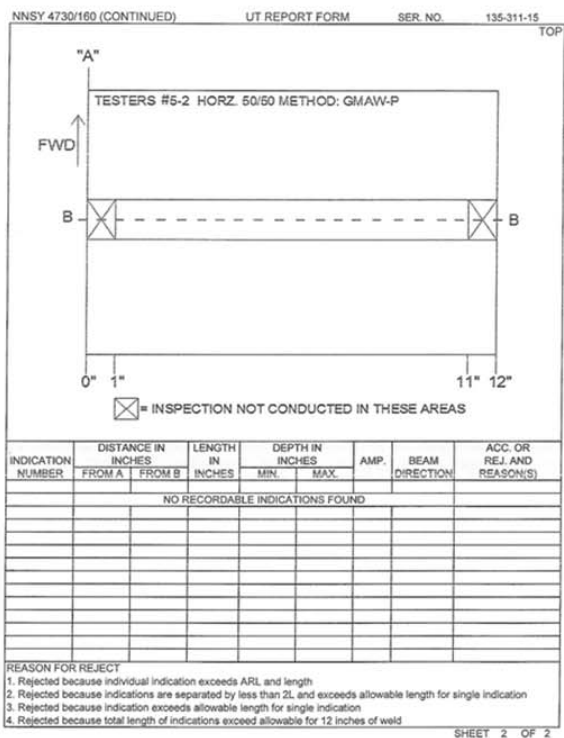 NNSY 4730/160 (CONTINUED) UT REPORT FORM SER. NO. 135-311-15
TOP
"A"
TESTERS #5-2 HORZ. 50/50 METHOD: GMAW-P
FWD
B B
0" 1" 11" 12"
= INSPECTION NOT CONDUCTED IN THESE AREAS
INDICATION NUMBER DISTANCE IN INCHES FROM A FROM B LENGTH IN INCHES DEPTH IN INCHES MIN. MAX. AMP. BEAM DIRECTION ACC. OR REJ. AND REASON(S)
NO RECORDABLE INDICATIONS FOUND
REASON FOR REJECT
1. Rejected because individual indication exceeds ARL and length
2. Rejected because indications are separated by less than 2L and exceeds allowable length for single indication
3. Rejected because indication exceeds allowable length for single indication
4. Rejected because total length of indications exceed allowable for 12 inches of weld
SHEET 2 OF 2